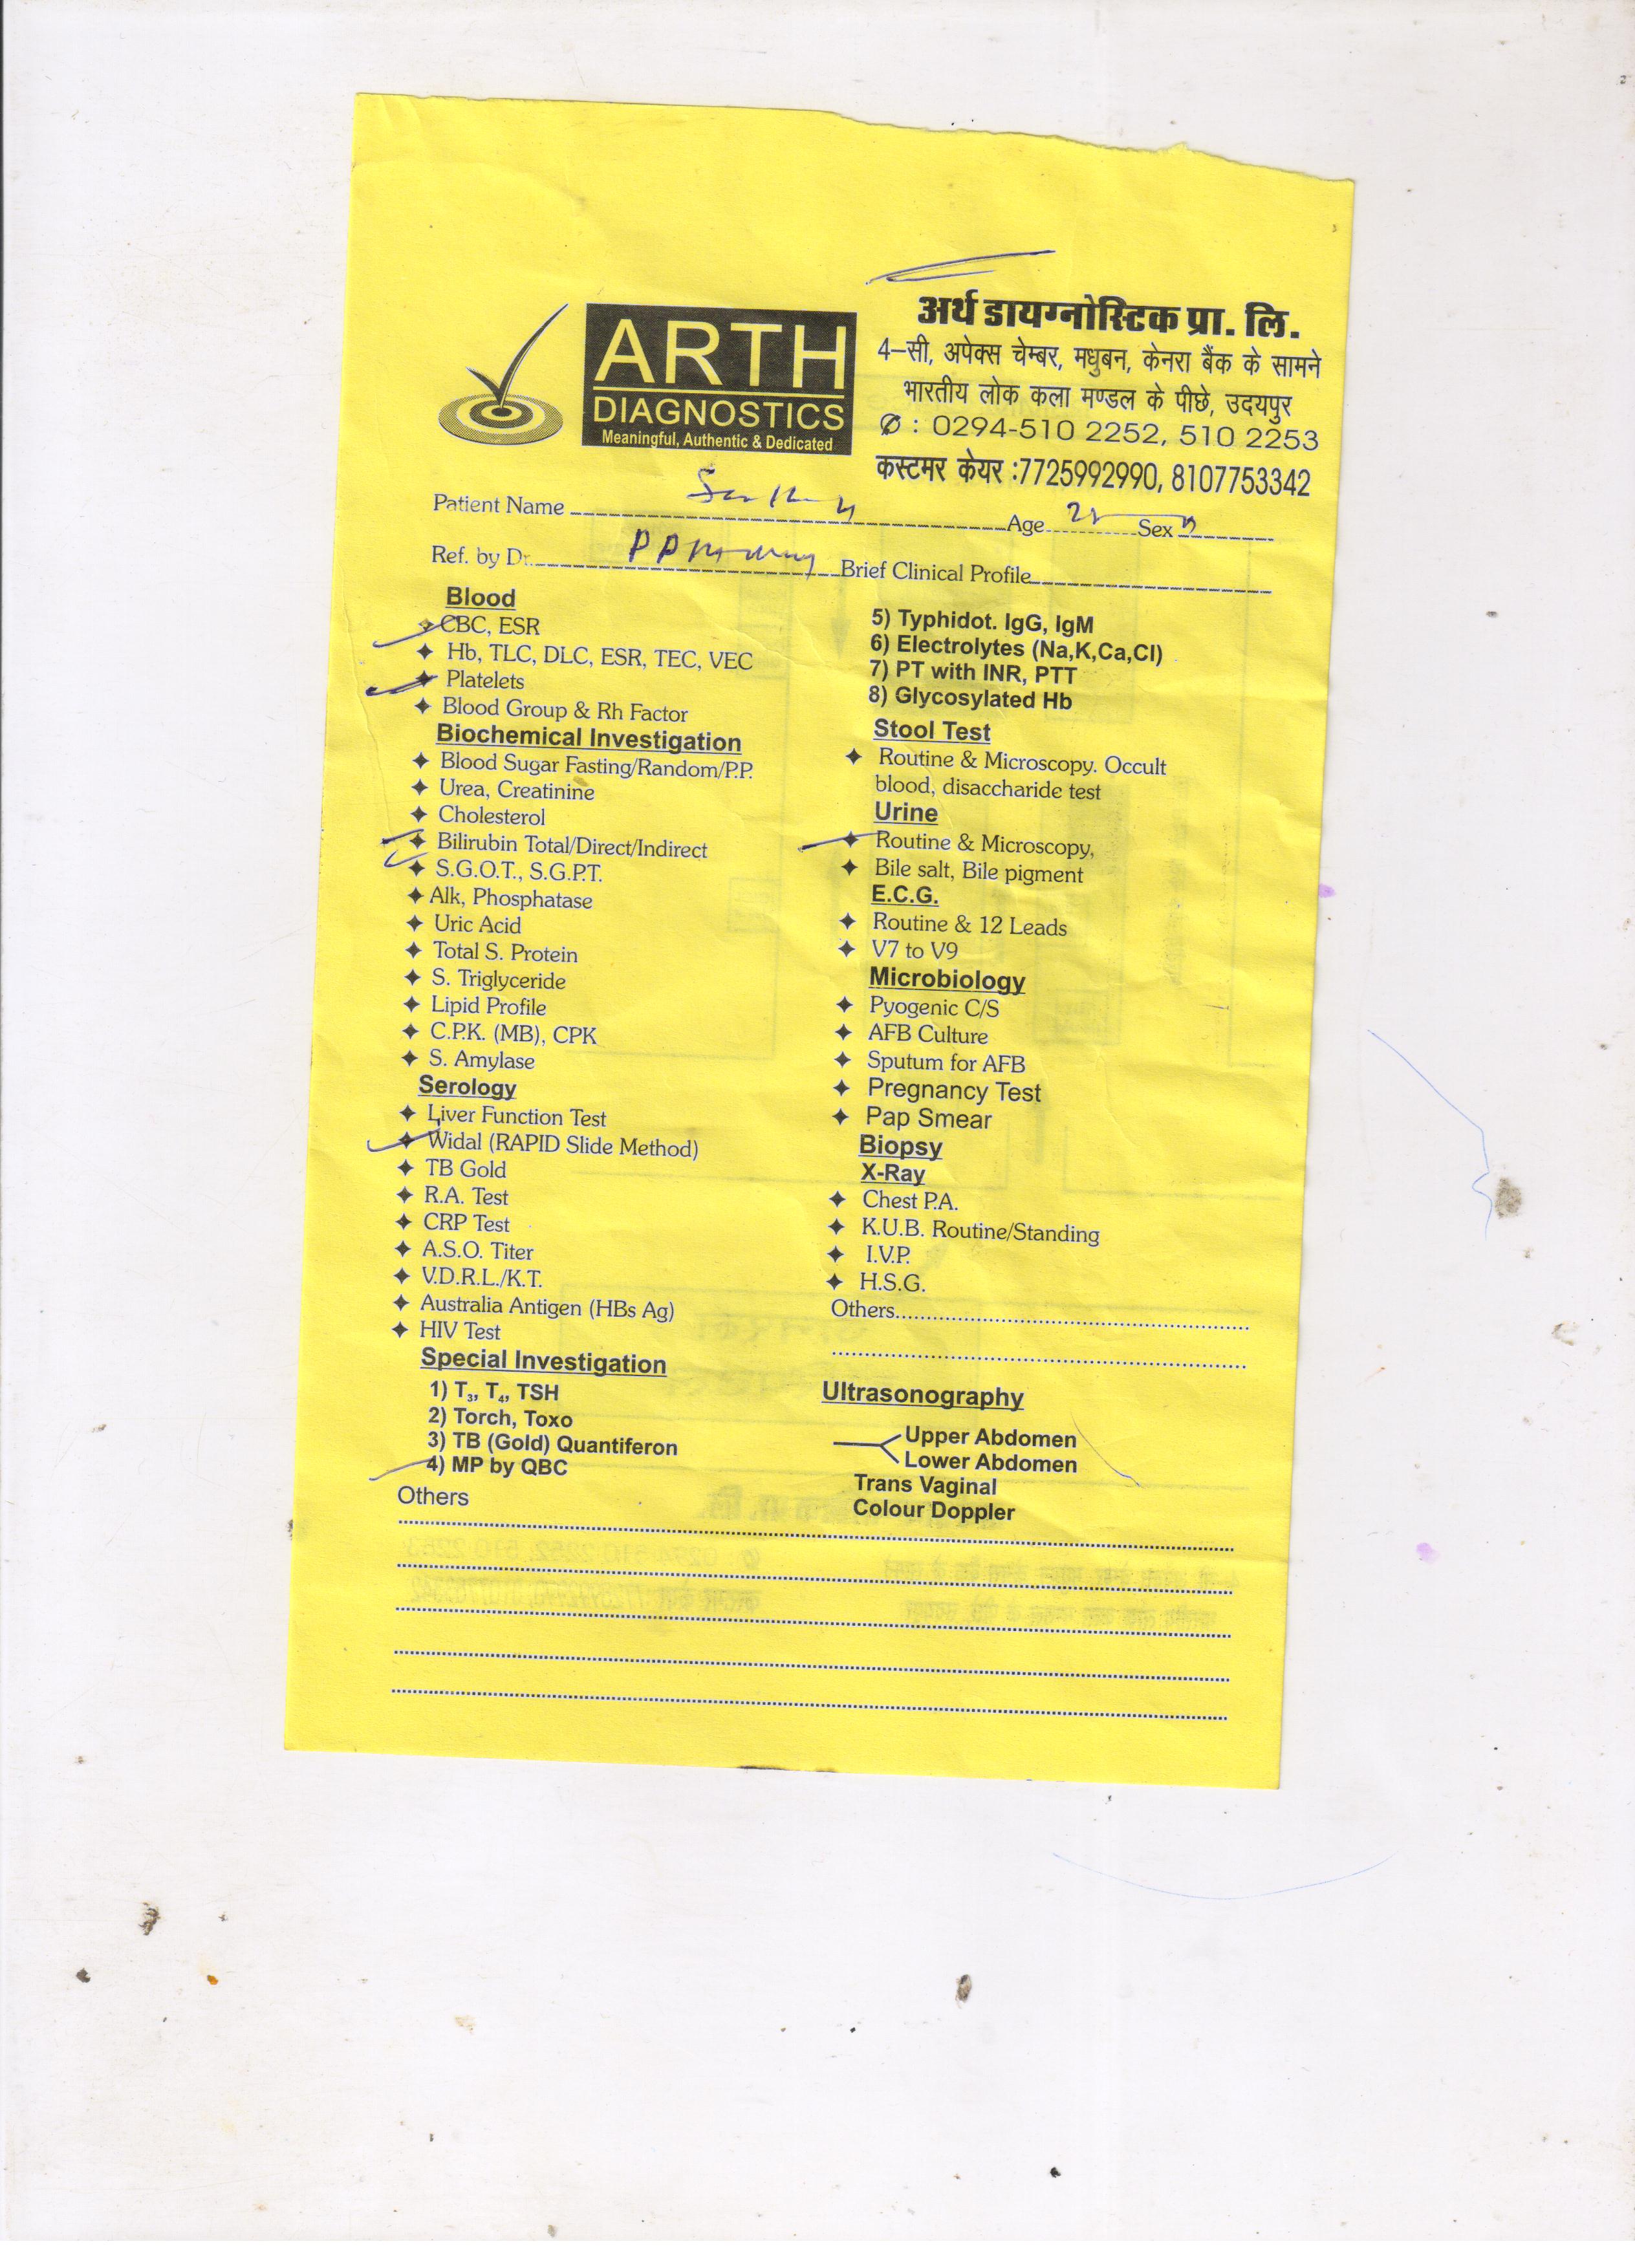 ARTH
DIAGNOSTICS
Meaningful, Authentic & Dedicated
अर्थ डायग्नोस्टिक प्रा. लि.
4–सी, अपेक्स चेम्बर, मधुबन, केनरा बैंक के सामने
भारतीय लोक कला मण्डल के पीछे, उदयपुर
✆ : 0294-510 2252, 510 2253
कस्टमर केयर :7725992990, 8107753342
Patient Name Age Sex
Ref. by Dr. Brief Clinical Profile
Blood
CBC, ESR
Hb, TLC, DLC, ESR, TEC, VEC
Platelets
Blood Group & Rh Factor
Biochemical Investigation
Blood Sugar Fasting/Random/P.P.
Urea, Creatinine
Cholesterol
Bilirubin Total/Direct/Indirect
S.G.O.T., S.G.P.T.
Alk, Phosphatase
Uric Acid
Total S. Protein
S. Triglyceride
Lipid Profile
C.P.K. (MB), CPK
S. Amylase
Serology
Liver Function Test
Widal (RAPID Slide Method)
TB Gold
R.A. Test
CRP Test
A.S.O. Titer
V.D.R.L./K.T.
Australia Antigen (HBs Ag)
HIV Test
Special Investigation
1) T₃, T₄, TSH
2) Torch, Toxo
3) TB (Gold) Quantiferon
4) MP by QBC
Others
5) Typhidot. IgG, IgM
6) Electrolytes (Na,K,Ca,Cl)
7) PT with INR, PTT
8) Glycosylated Hb
Stool Test
Routine & Microscopy. Occult
blood, disaccharide test
Urine
Routine & Microscopy,
Bile salt, Bile pigment
E.C.G.
Routine & 12 Leads
V7 to V9
Microbiology
Pyogenic C/S
AFB Culture
Sputum for AFB
Pregnancy Test
Pap Smear
Biopsy
X-Ray
Chest P.A.
K.U.B. Routine/Standing
I.V.P.
H.S.G.
Others
Ultrasonography
Upper Abdomen
Lower Abdomen
Trans Vaginal
Colour Doppler